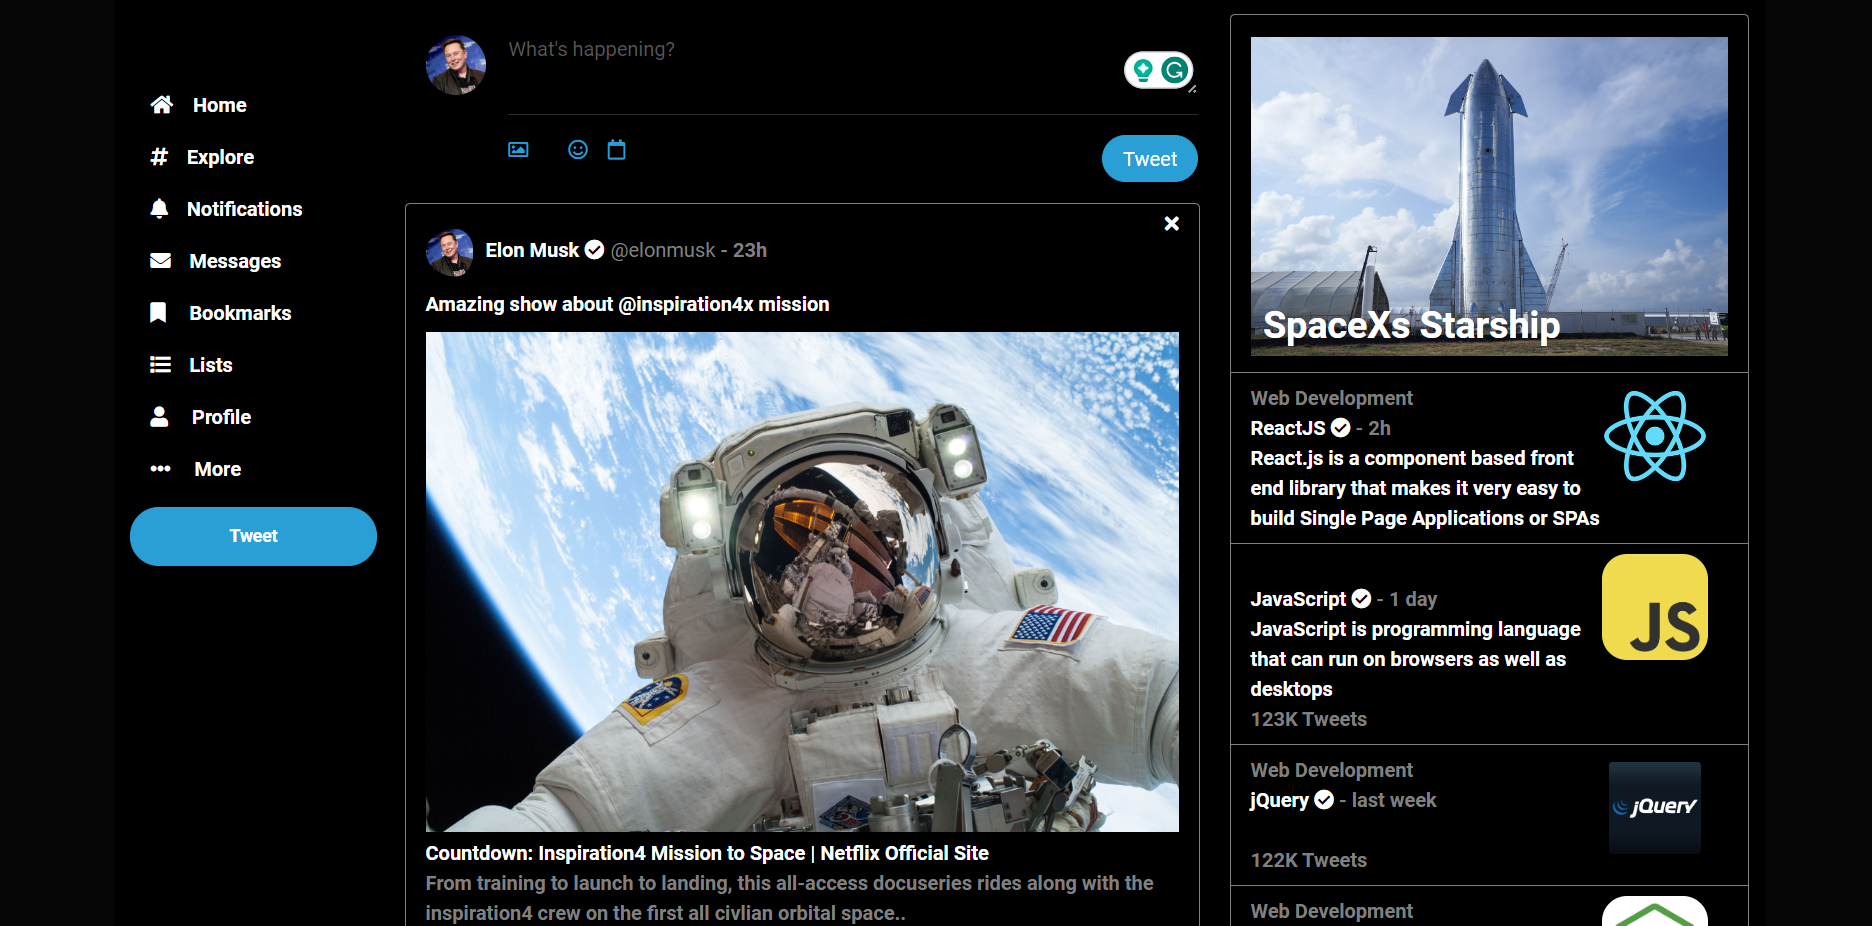 Home
Explore
Notifications
Messages
Bookmarks
Lists
Profile
More
Tweet
What's happening?
Tweet
Elon Musk @elonmusk - 23h
Amazing show about @inspiration4x mission
Countdown: Inspiration4 Mission to Space | Netflix Official Site
From training to launch to landing, this all-access docuseries rides along with the
inspiration4 crew on the first all civlian orbital space..
SpaceXs Starship
Web Development
ReactJS - 2h
React.js is a component based front
end library that makes it very easy to
build Single Page Applications or SPAs
JavaScript - 1 day
JavaScript is programming language
that can run on browsers as well as
desktops
123K Tweets
JS
Web Development
jQuery - last week
122K Tweets
jQuery
Web Development